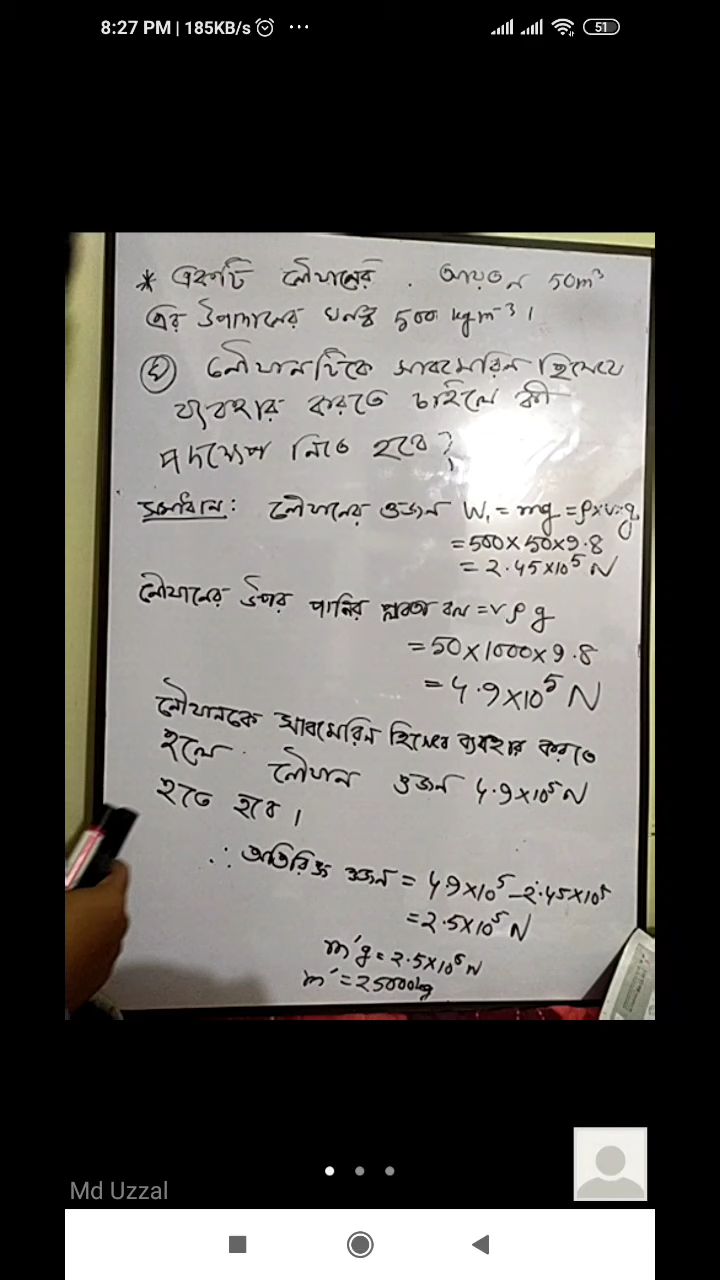 8:27 PM | 185KB/s
51
* একটি নৌযানের . আয়তন 50m³
এর উপাদানের ঘনত্ব 500 kgm⁻³।
(ঘ) নৌযানটিকে সাবমেরিন হিসেবে
ব্যবহার করতে চাইলে কী
পদক্ষেপ নিতে হবে?
সমাধান: নৌযানের ওজন W₁ = mg = ρ×v×g
= 500×50×9.8
= 2.45×10⁵ N
নৌযানের উপর পানির প্লবতা বল = vρg
= 50×1000×9.8
= 4.9×10⁵ N
নৌযানকে সাবমেরিন হিসেবে ব্যবহার করতে
হলে নৌযান ওজন 4.9×10⁵ N
হতে হবে।
∴ অতিরিক্ত ওজন = 4.9×10⁵ – 2.45×10⁵
= 2.5×10⁵ N
m'g = 2.5×10⁵ N
m' = 25000kg
Md Uzzal